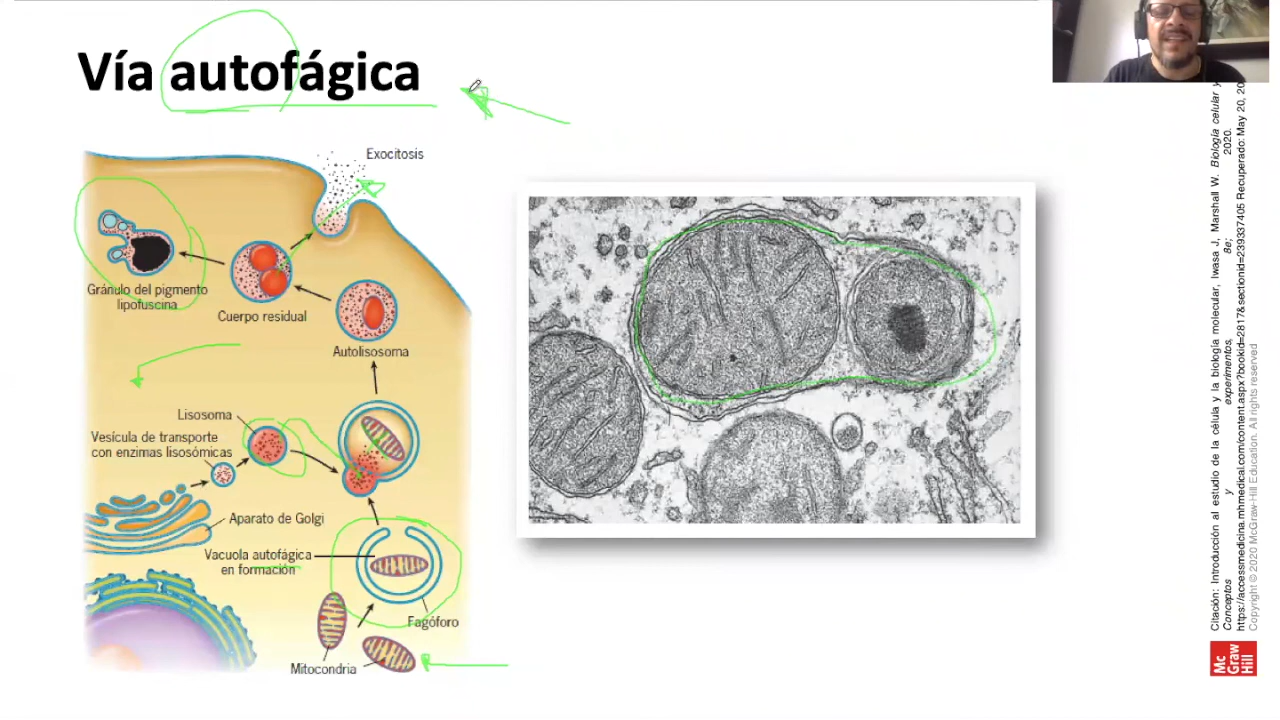 Vía autofágica
Exocitosis
Gránulo del pigmento
lipofuscina
Cuerpo residual
Autolisosoma
Lisosoma
Vesícula de transporte
con enzimas lisosómicas
Aparato de Golgi
Vacuola autofágica
en formación
Fagóforo
Mitocondria
Citación: Introducción al estudio de la célula y la biología molecular, Iwasa J, Marshall W. Biología celular y
Conceptos y experimentos, 8e; 2020.
https://accessmedicina.mhmedical.com/content.aspx?bookid=2817&sectionid=239337405 Recuperado: May 20, 20
Copyright © 2020 McGraw-Hill Education. All rights reserved
Mc
Graw
Hill